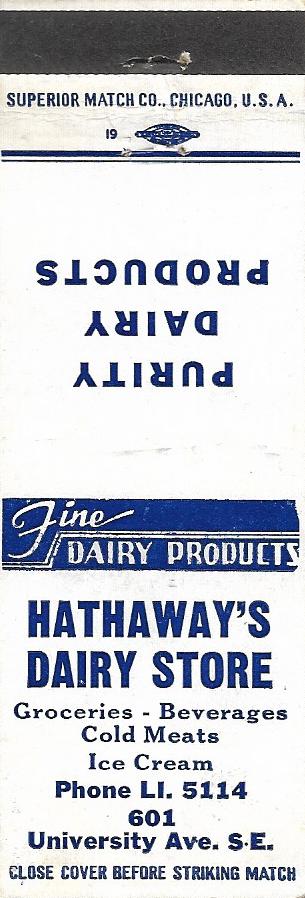 SUPERIOR MATCH CO., CHICAGO, U.S.A.
19
PURITY
DAIRY
PRODUCTS
Fine
DAIRY PRODUCTS
HATHAWAY'S
DAIRY STORE
Groceries - Beverages
Cold Meats
Ice Cream
Phone LI. 5114
601
University Ave. S.E.
CLOSE COVER BEFORE STRIKING MATCH